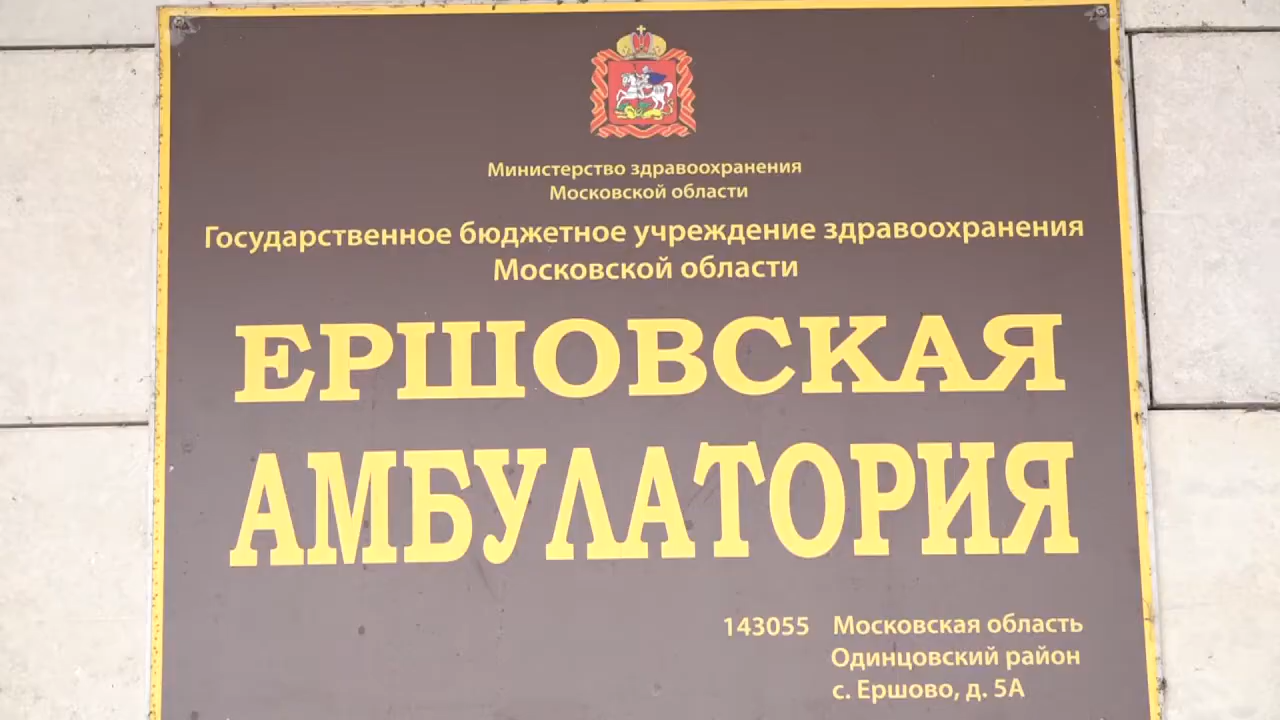 Министерство здравоохранения
Московской области
Государственное бюджетное учреждение здравоохранения
Московской области
ЕРШОВСКАЯ
АМБУЛАТОРИЯ
143055 Московская область
Одинцовский район
с. Ершово, д. 5А